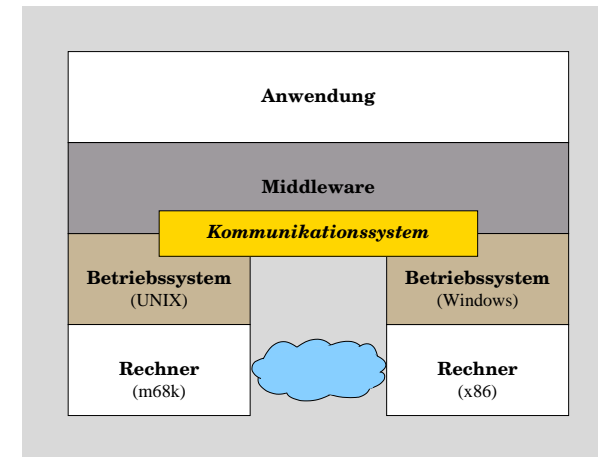 Anwendung
Middleware
Kommunikationssystem
Betriebssystem
(UNIX)
Betriebssystem
(Windows)
Rechner
(m68k)
Rechner
(x86)